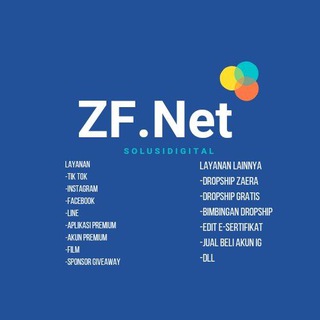 ZF.Net
SOLUSIDIGITAL
LAYANAN
-TIK TOK
-INSTAGRAM
-FACEBOOK
-LINE
-APLIKASI PREMIUM
-AKUN PREMIUM
-FILM
-SPONSOR GIVEAWAY
LAYANAN LAINNYA
-DROPSHIP ZAERA
-DROPSHIP GRATIS
-BIMBINGAN DROPSHIP
-EDIT E-SERTIFIKAT
-JUAL BELI AKUN IG
-DLL